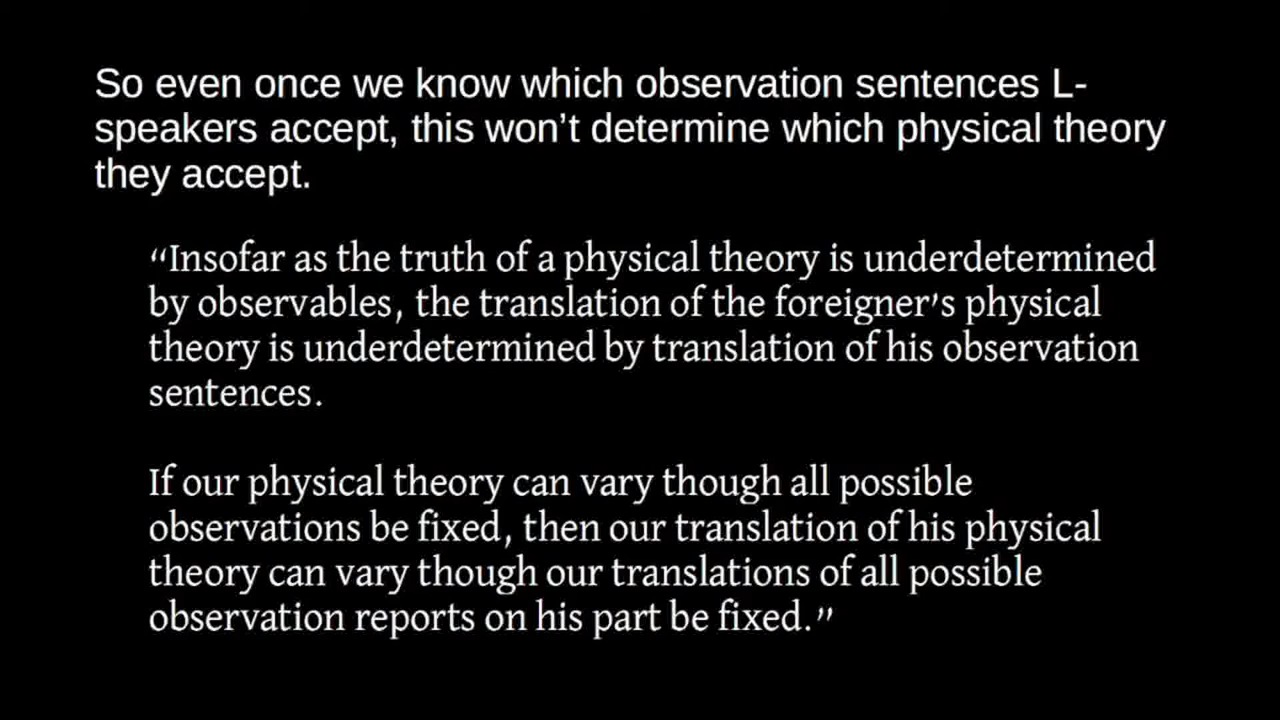 So even once we know which observation sentences L-
speakers accept, this won’t determine which physical theory
they accept.
“Insofar as the truth of a physical theory is underdetermined
by observables, the translation of the foreigner's physical
theory is underdetermined by translation of his observation
sentences.
If our physical theory can vary though all possible
observations be fixed, then our translation of his physical
theory can vary though our translations of all possible
observation reports on his part be fixed.”